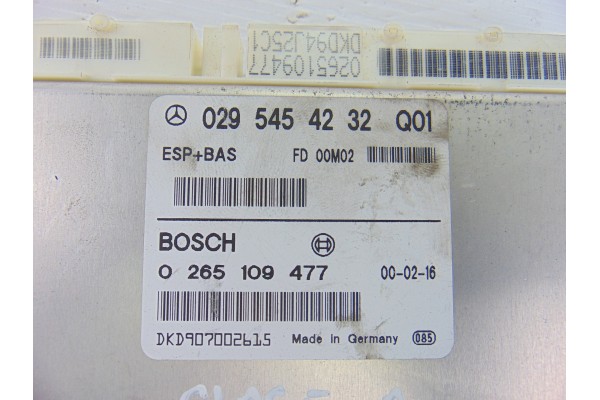 0265109477
DKD94J25C1
029 545 42 32 Q01
ESP+BAS FD 00M02
BOSCH
0 265 109 477 00-02-16
DKD907002615 Made in Germany 085